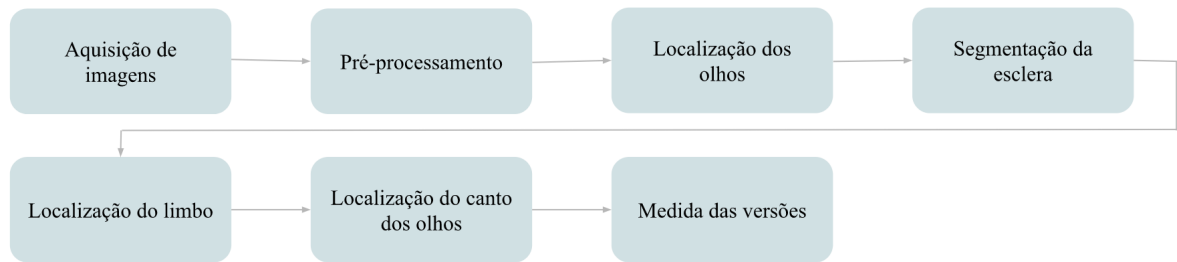 Aquisição de
imagens
Pré-processamento
Localização dos
olhos
Segmentação da
esclera
Localização do limbo
Localização do canto
dos olhos
Medida das versões